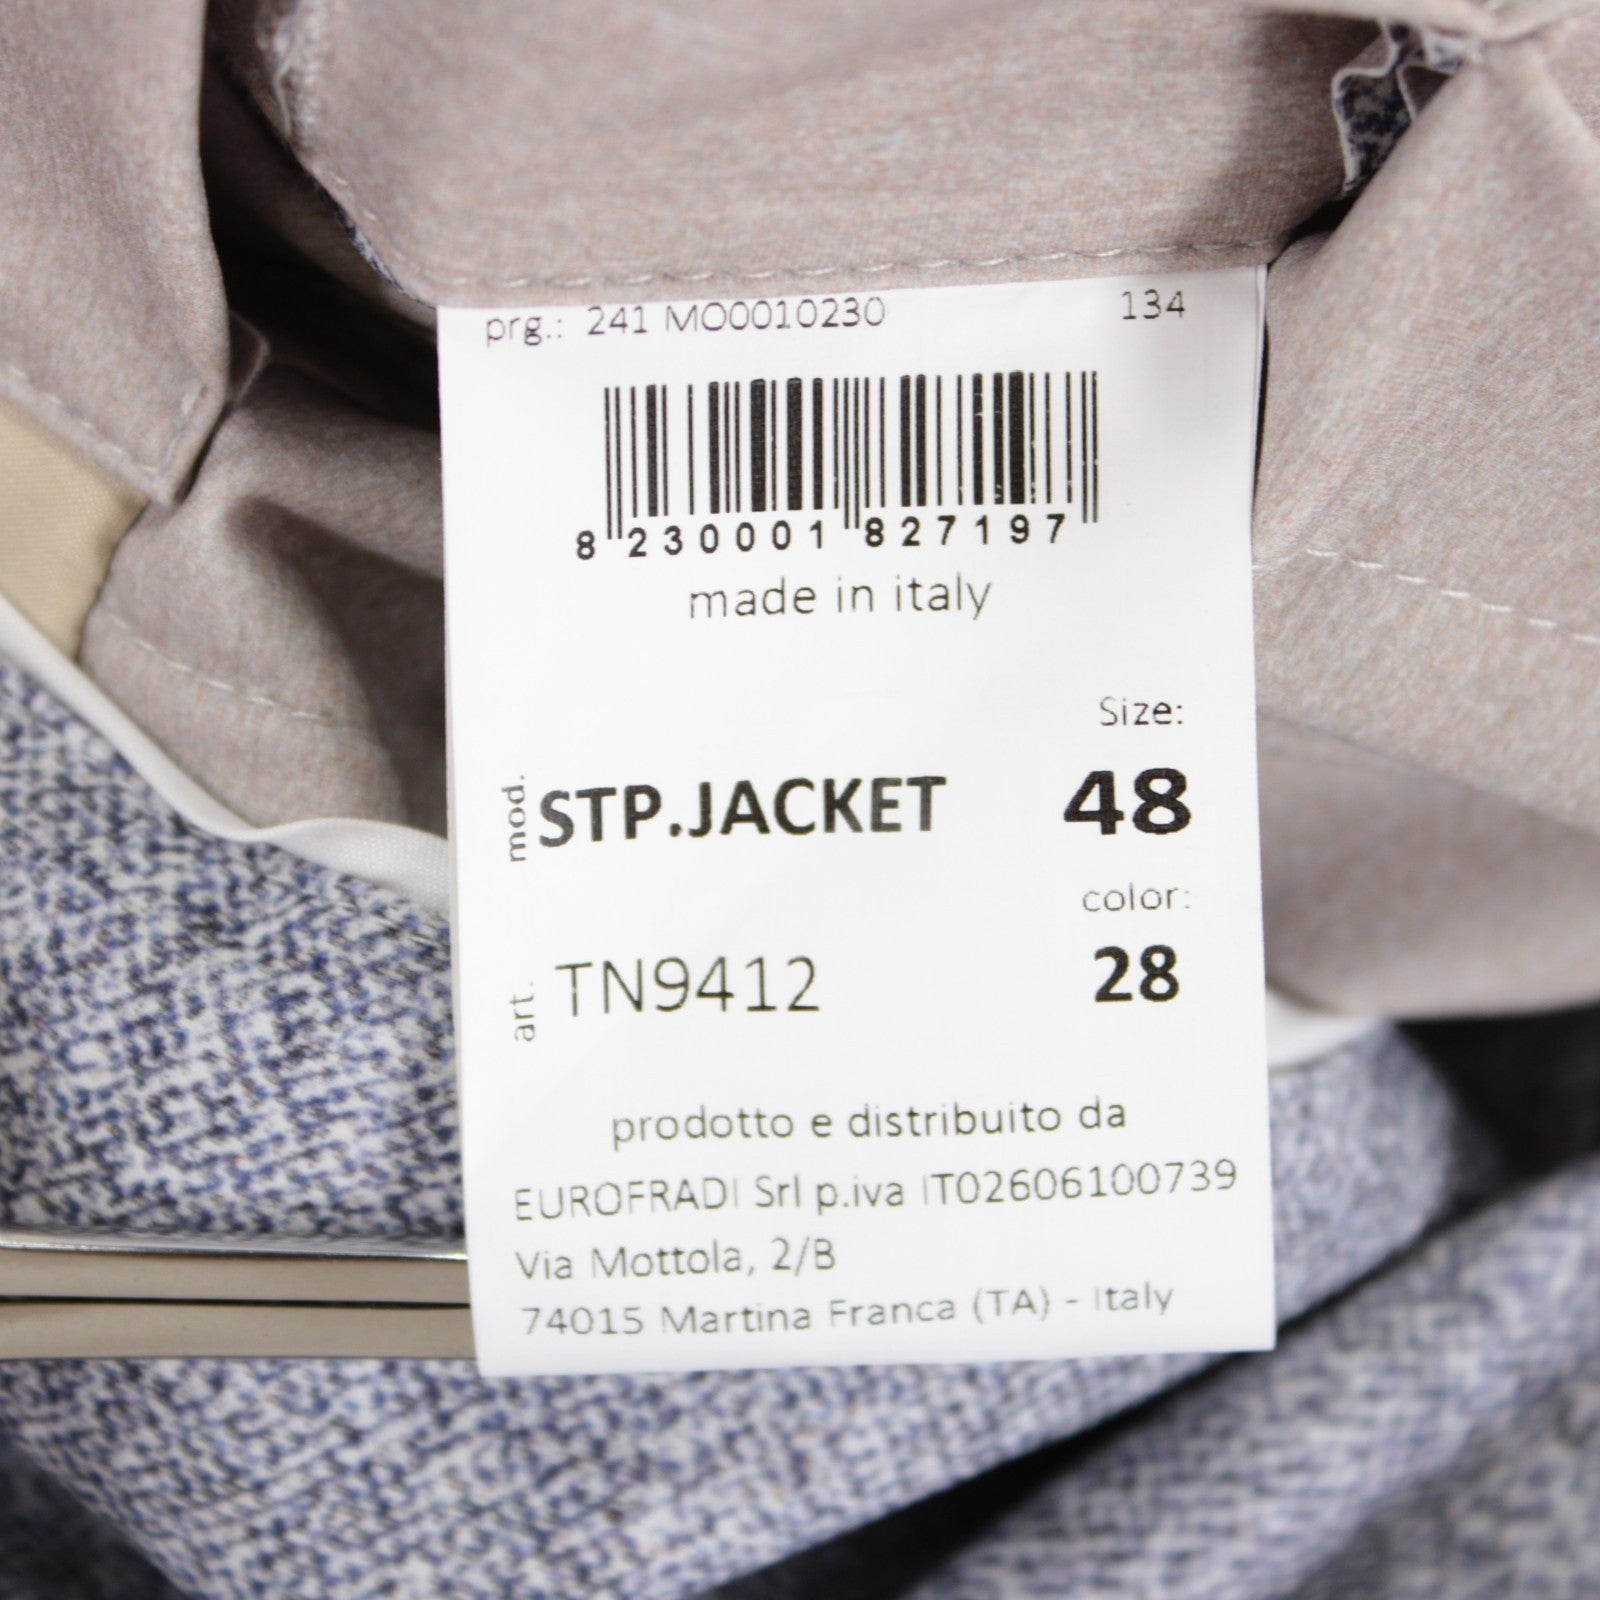 prg.: 241 MO0010230 134
8 230001 827197
made in italy
Size:
mod. STP.JACKET 48
color:
art. TN9412 28
prodotto e distribuito da
EUROFRADI Srl p.iva IT02606100739
Via Mottola, 2/B
74015 Martina Franca (TA) - Italy